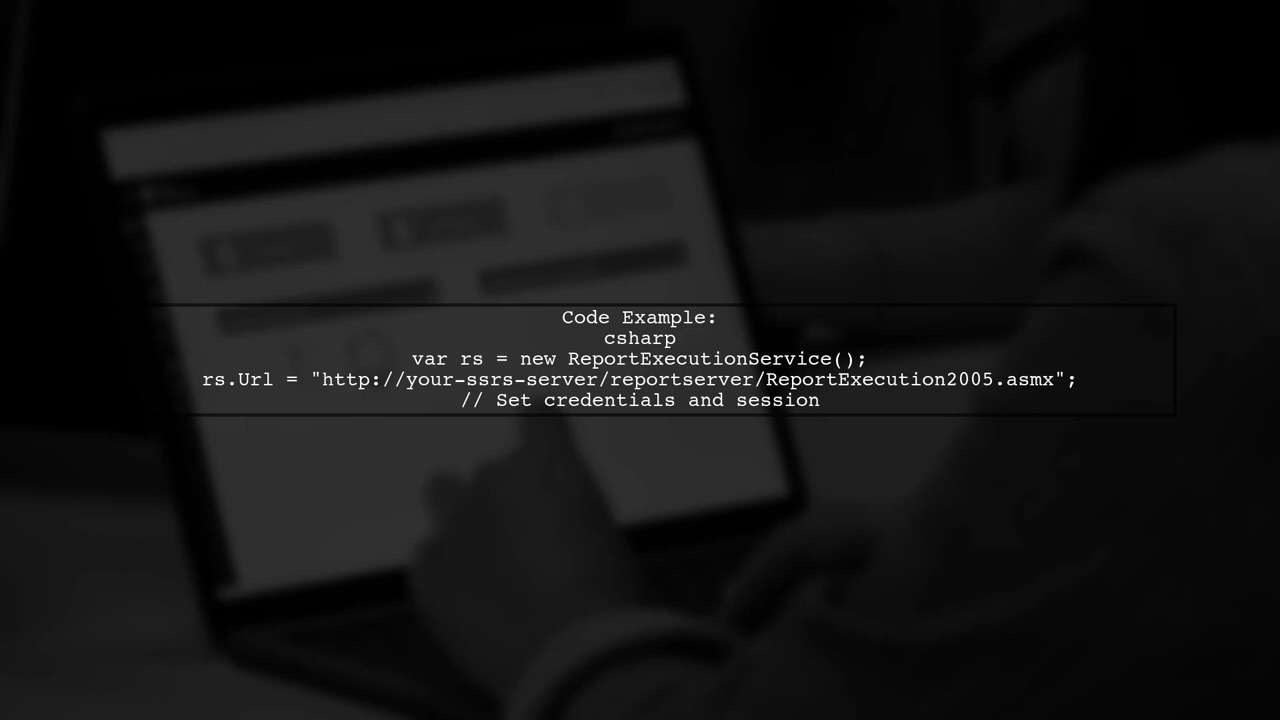 Code Example:
csharp
var rs = new ReportExecutionService();
rs.Url = "http://your-ssrs-server/reportserver/ReportExecution2005.asmx";
// Set credentials and session